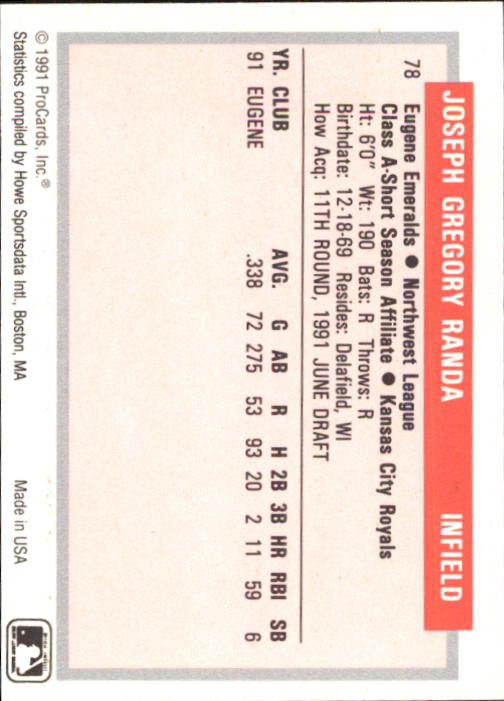 JOSEPH GREGORY RANDA INFIELD
78 Eugene Emeralds ● Northwest League
Class A-Short Season Affiliate ● Kansas City Royals
Ht: 6'0" Wt: 190 Bats: R Throws: R
Birthdate: 12-18-69 Resides: Delafield, WI
How Acq: 11TH ROUND, 1991 JUNE DRAFT
YR. CLUB AVG. G AB R H 2B 3B HR RBI SB
91 EUGENE .338 72 275 53 93 20 2 11 59 6
© 1991 ProCards, Inc.® Made in USA
Statistics compiled by Howe Sportsdata Intl., Boston, MA